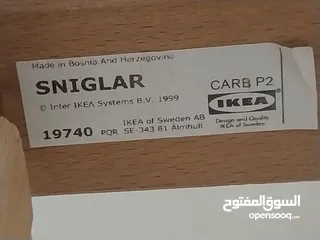 Made in Bosnia And Herzegovina
SNIGLAR
© Inter IKEA Systems B.V. 1999
CARB P2
IKEA
Design and Quality
IKEA of Sweden
IKEA of Sweden AB
19740 PQR SE-343 81 Älmhult
السوق المفتوح
opensooq.com